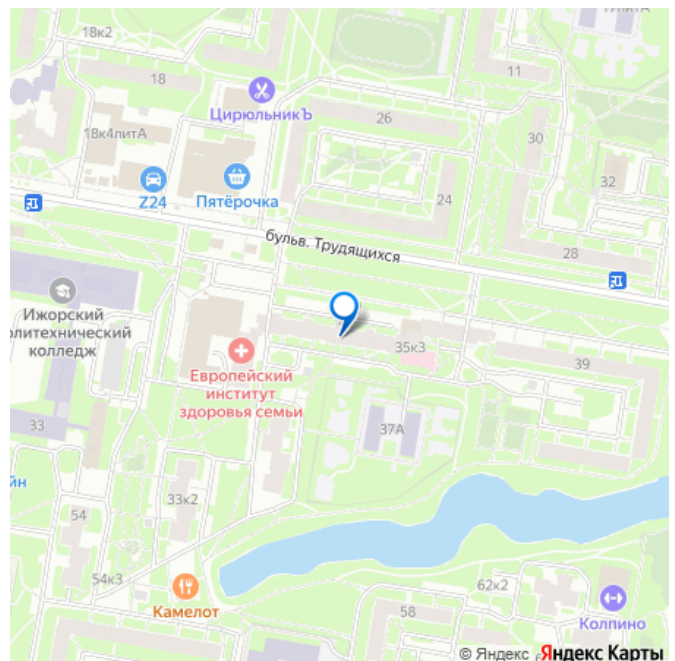 18к2
18
11
ЦирюльникЪ
26
18к4литА
30
32
Z24
Пятёрочка
24
бульв. Трудящихся
28
Ижорский
олитехнический
колледж
35к3
39
Европейский
институт
здоровья семьи
33
37А
йн
33к2
54
54к3
62к2
Камелот
58
Колпино
© Яндекс
Яндекс Карты